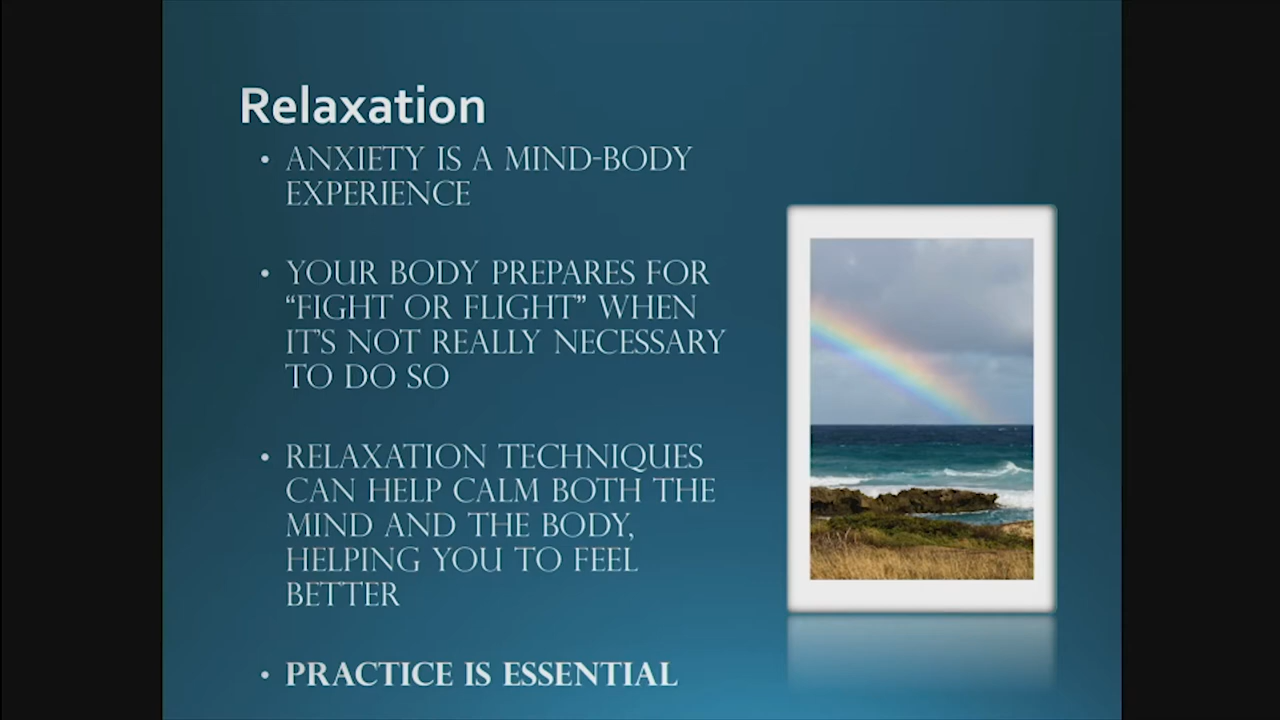 Relaxation
• ANXIETY IS A MIND-BODY
EXPERIENCE
• YOUR BODY PREPARES FOR
“FIGHT OR FLIGHT” WHEN
IT’S NOT REALLY NECESSARY
TO DO SO
• RELAXATION TECHNIQUES
CAN HELP CALM BOTH THE
MIND AND THE BODY,
HELPING YOU TO FEEL
BETTER
• PRACTICE IS ESSENTIAL